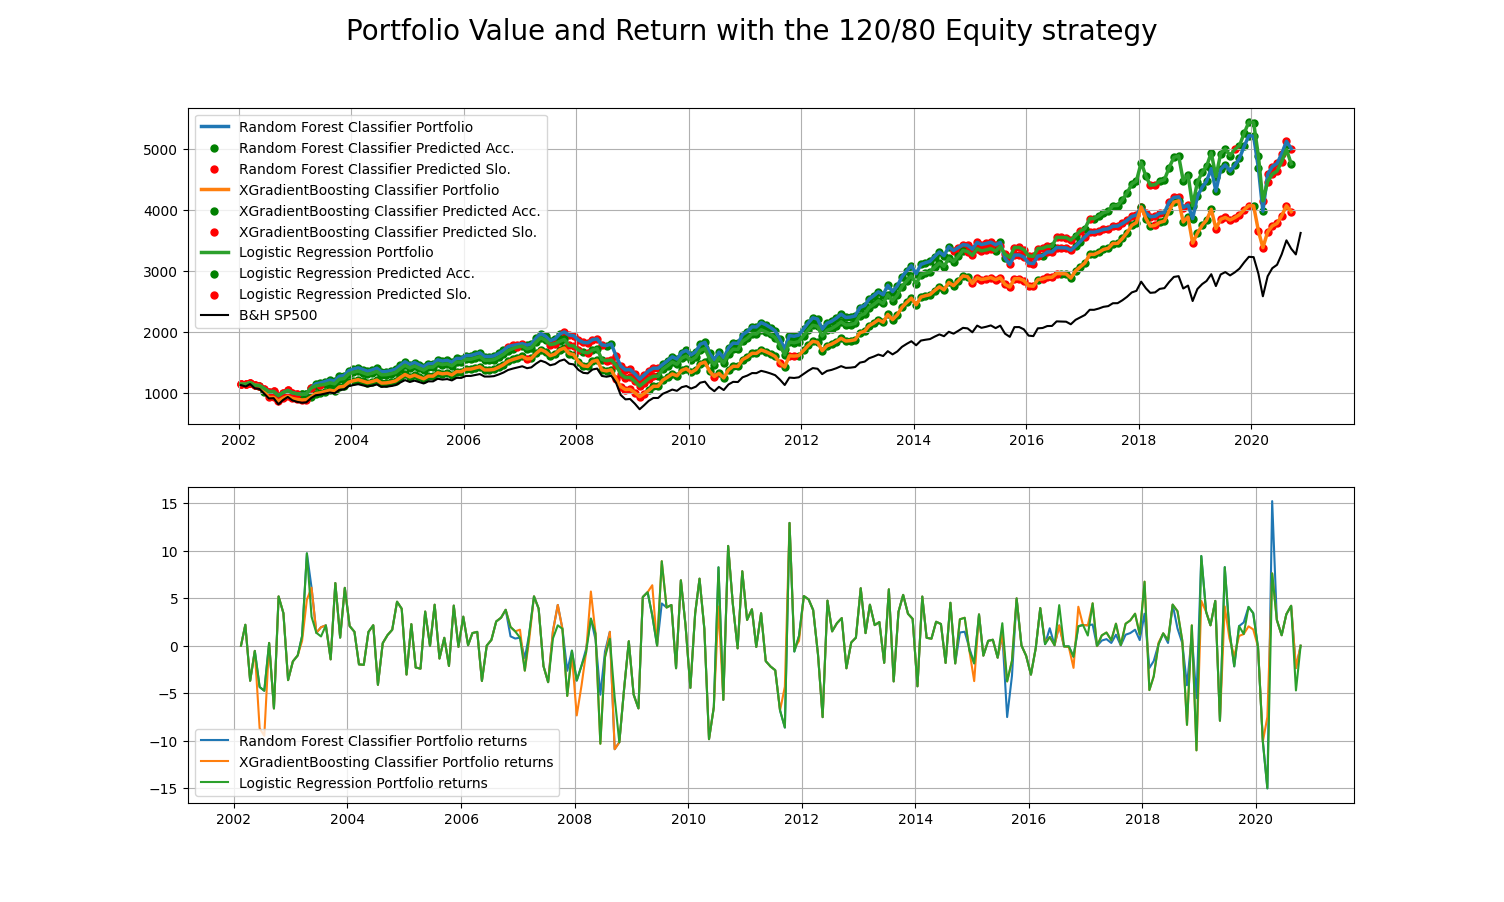 Portfolio Value and Return with the 120/80 Equity strategy
Random Forest Classifier Portfolio
Random Forest Classifier Predicted Acc.
Random Forest Classifier Predicted Slo.
XGradientBoosting Classifier Portfolio
XGradientBoosting Classifier Predicted Acc.
XGradientBoosting Classifier Predicted Slo.
Logistic Regression Portfolio
Logistic Regression Predicted Acc.
Logistic Regression Predicted Slo.
B&H SP500
5000
4000
3000
2000
1000
2002 2004 2006 2008 2010 2012 2014 2016 2018 2020
15
10
5
0
−5
−10
−15
Random Forest Classifier Portfolio returns
XGradientBoosting Classifier Portfolio returns
Logistic Regression Portfolio returns
2002 2004 2006 2008 2010 2012 2014 2016 2018 2020